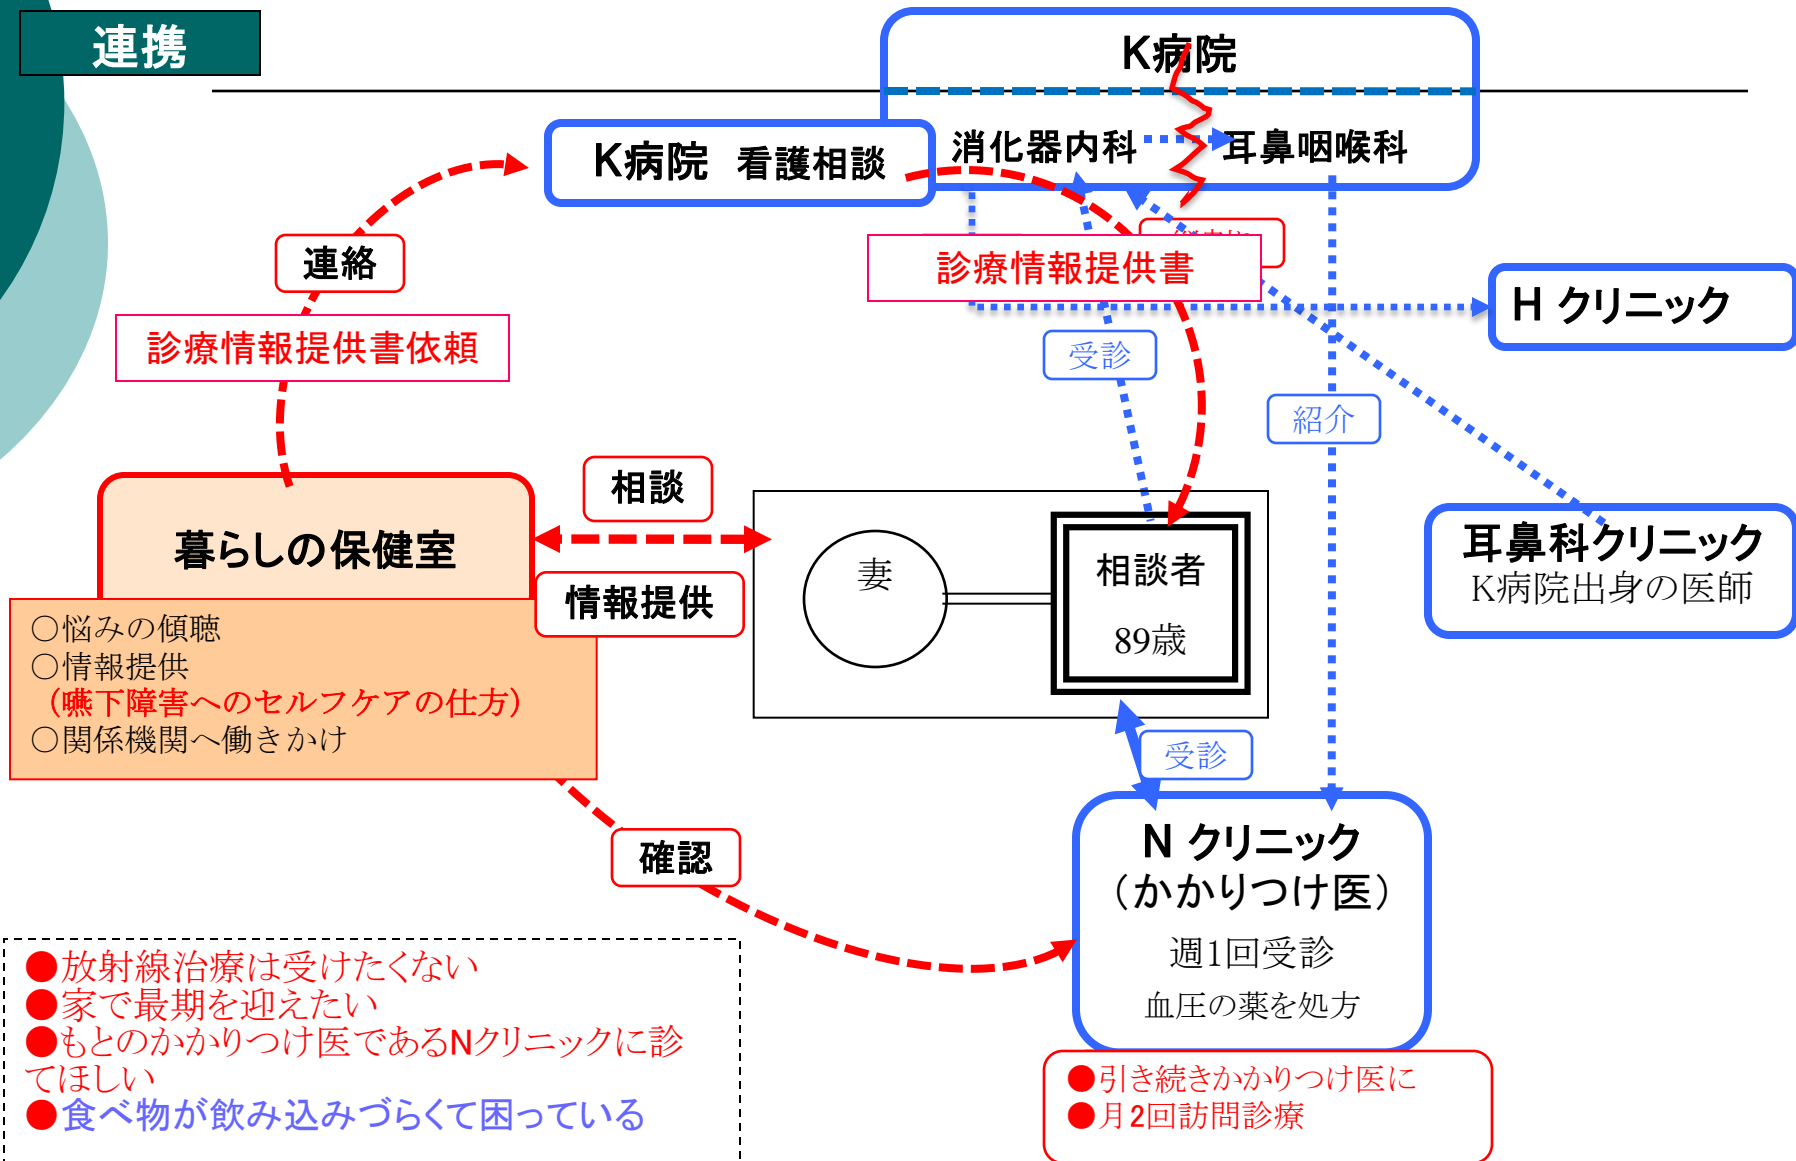 連携
K病院
消化器内科
耳鼻咽喉科
K病院 看護相談
連絡
診療情報提供書
診療情報提供書依頼
H クリニック
受診
紹介
相談
暮らしの保健室
情報提供
妻
相談者
89歳
耳鼻科クリニック
K病院出身の医師
○悩みの傾聴
○情報提供
（嚥下障害へのセルフケアの仕方）
○関係機関へ働きかけ
受診
確認
N クリニック
（かかりつけ医）
週1回受診
血圧の薬を処方
●放射線治療は受けたくない
●家で最期を迎えたい
●もとのかかりつけ医であるNクリニックに診
てほしい
●食べ物が飲み込みづらくて困っている
●引き続きかかりつけ医に
●月2回訪問診療